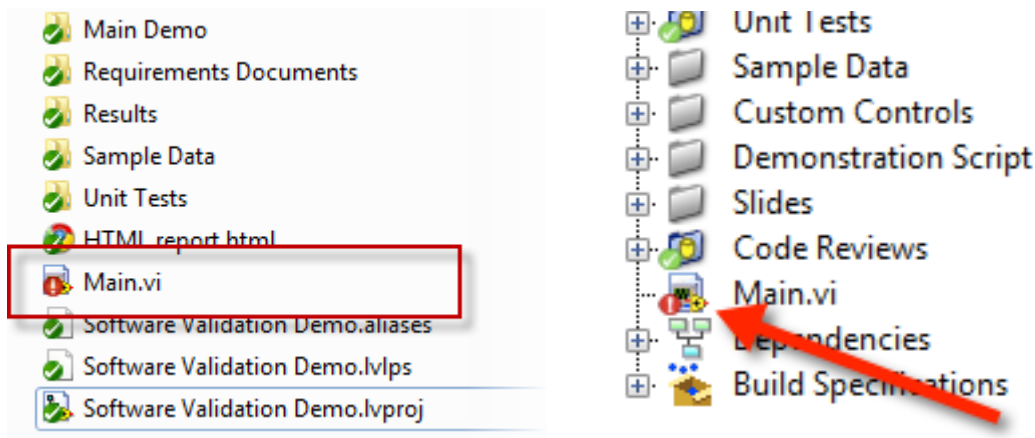 Main Demo
Requirements Documents
Results
Sample Data
Unit Tests
HTML report.html
Main.vi
Software Validation Demo.aliases
Software Validation Demo.lvlps
Software Validation Demo.lvproj
Unit Tests
Sample Data
Custom Controls
Demonstration Script
Slides
Code Reviews
Main.vi
Dependencies
Build Specifications